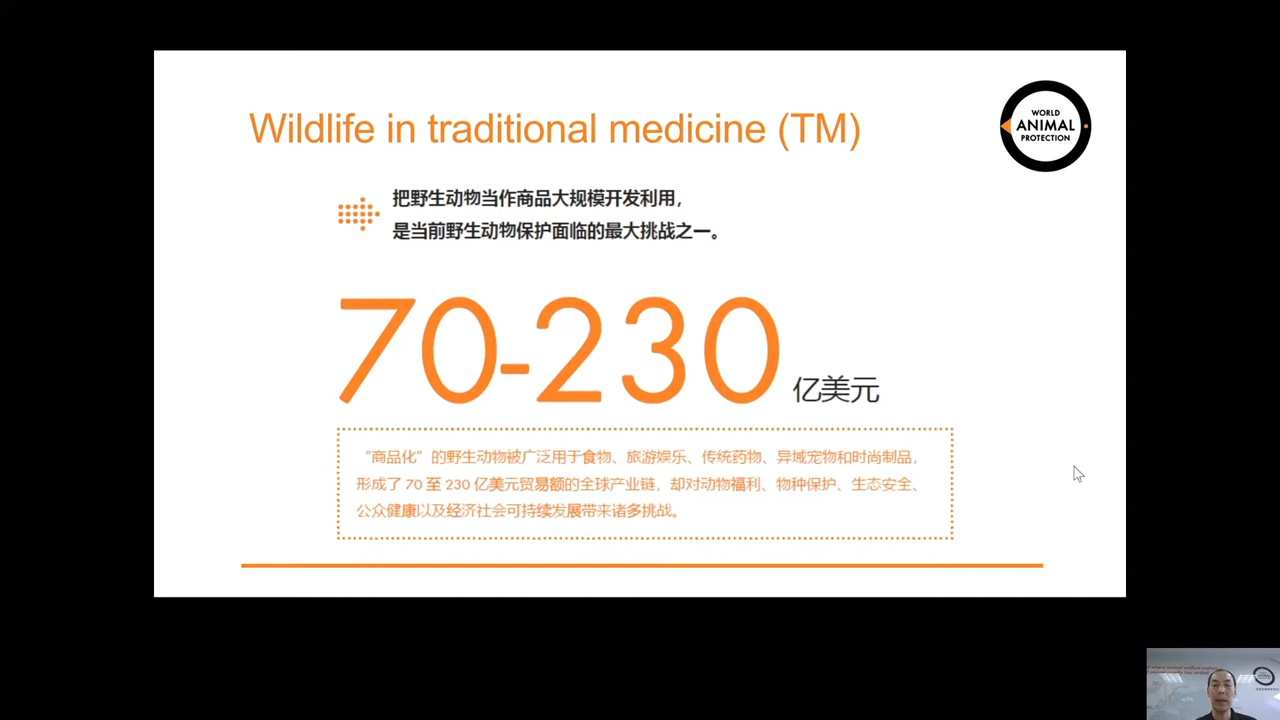 Wildlife in traditional medicine (TM)
WORLD
ANIMAL
PROTECTION
把野生动物当作商品大规模开发利用，
是当前野生动物保护面临的最大挑战之一。
70-230 亿美元
“商品化”的野生动物被广泛用于食物、旅游娱乐、传统药物、异域宠物和时尚制品，
形成了 70 至 230 亿美元贸易额的全球产业链，却对动物福利、物种保护、生态安全、
公众健康以及经济社会可持续发展带来诸多挑战。